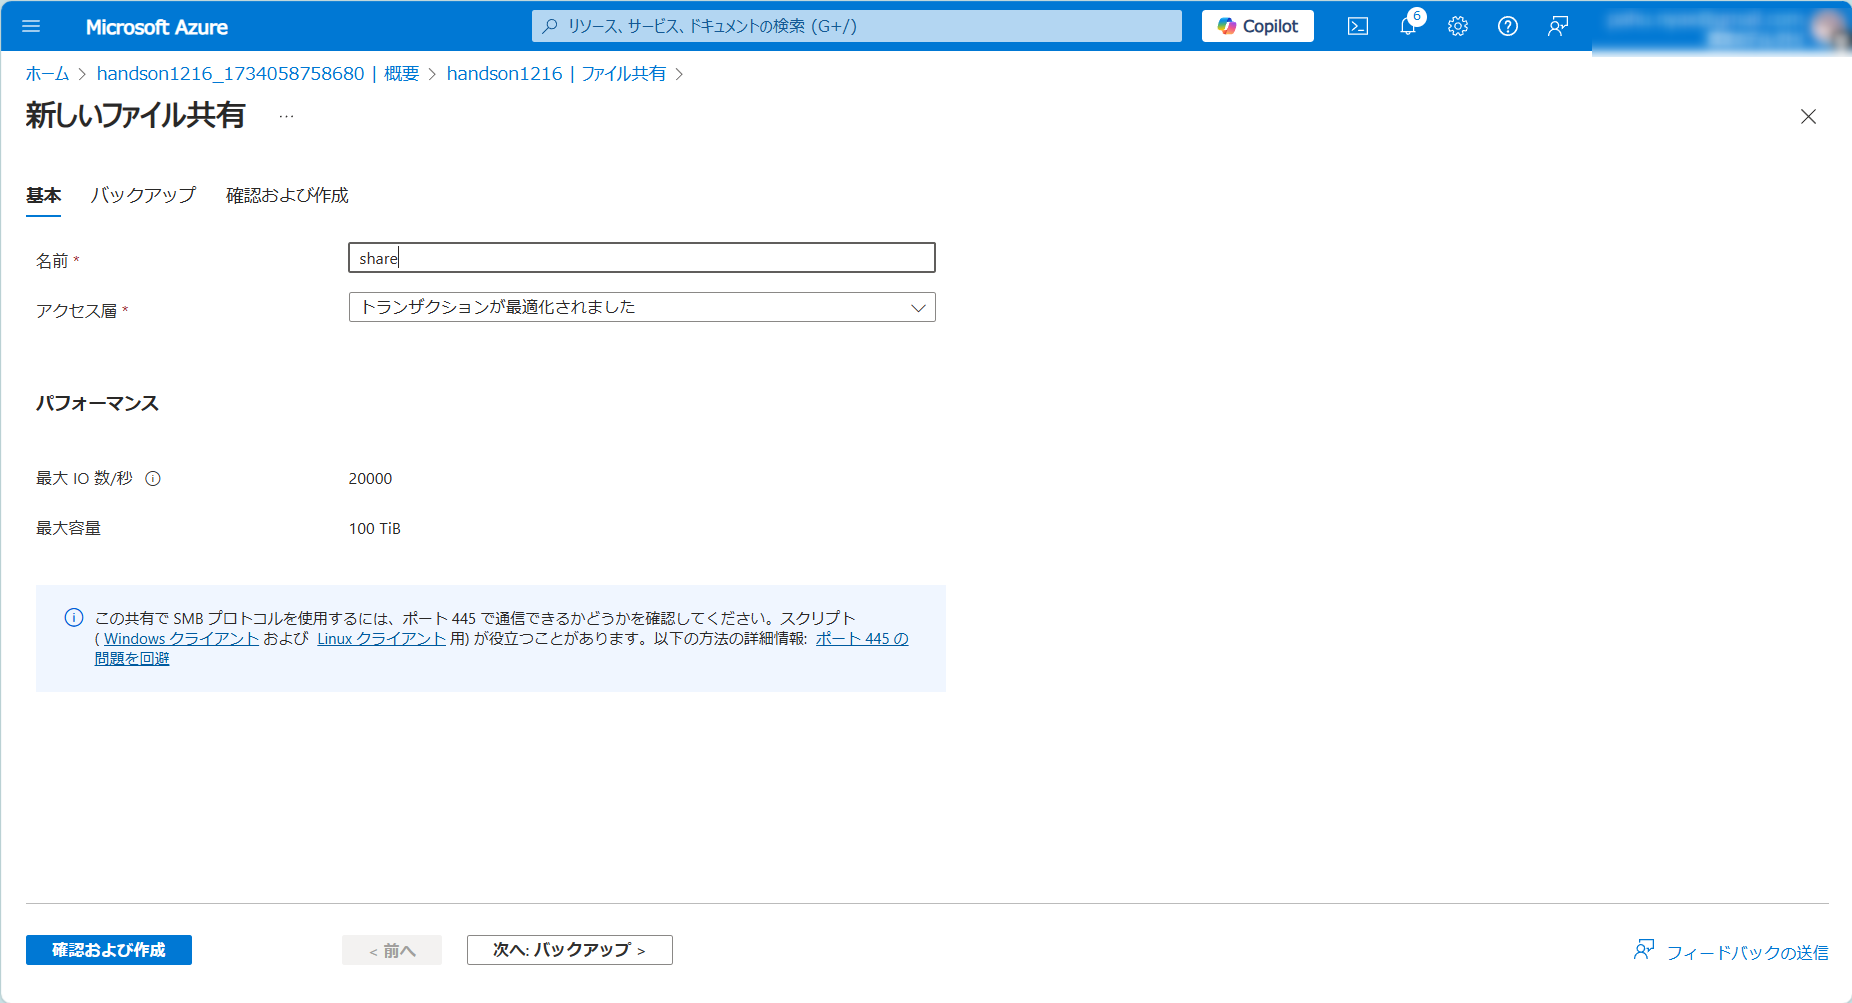 Microsoft Azure
リソース、サービス、ドキュメントの検索 (G+/)
Copilot
6
ホーム > handson1216_1734058758680 | 概要 > handson1216 | ファイル共有 >
新しいファイル共有 ...
基本 バックアップ 確認および作成
名前 *
share
アクセス層 *
トランザクションが最適化されました
パフォーマンス
最大 IO 数/秒
20000
最大容量
100 TiB
この共有で SMB プロトコルを使用するには、ポート 445 で通信できるかどうかを確認してください。スクリプト
( Windows クライアント および Linux クライアント 用) が役立つことがあります。以下の方法の詳細情報: ポート 445 の
問題を回避
確認および作成
< 前へ
次へ: バックアップ >
フィードバックの送信